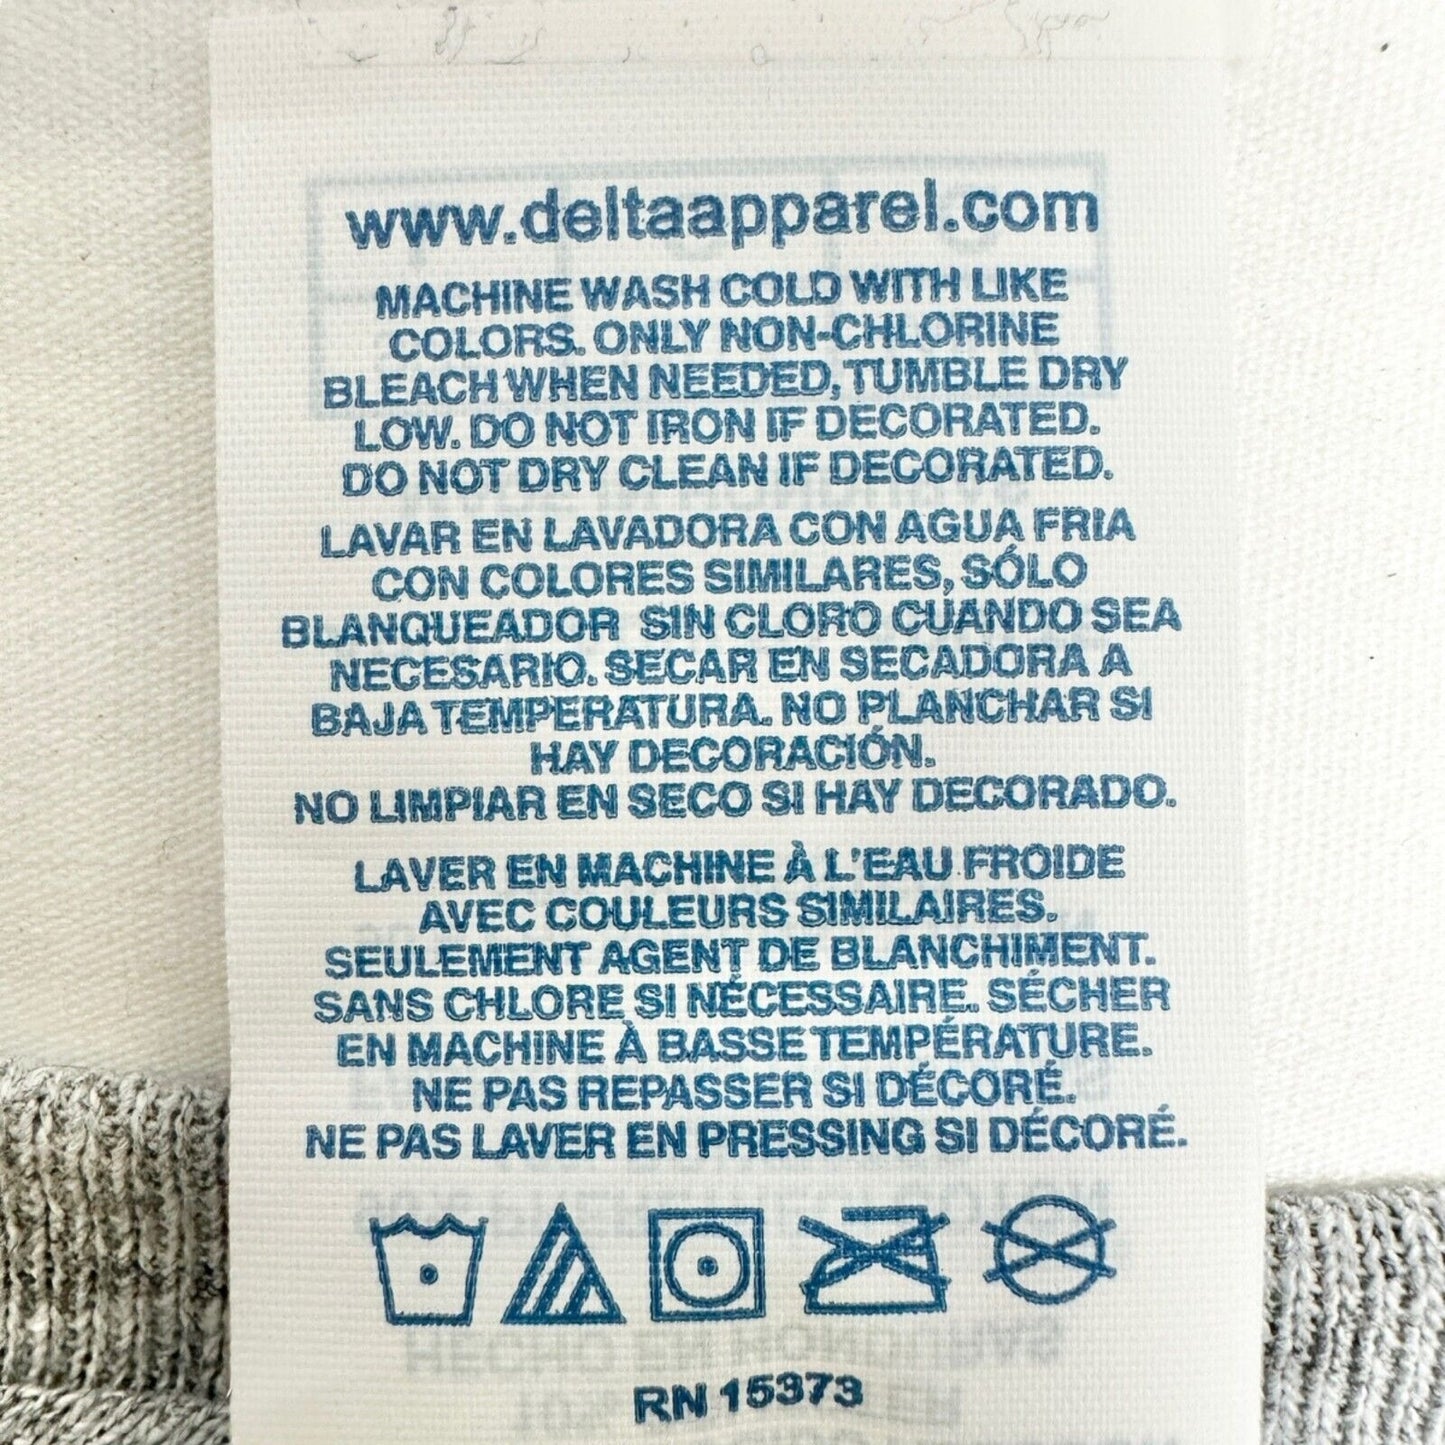 www.deltaapparel.com
MACHINE WASH COLD WITH LIKE
COLORS. ONLY NON-CHLORINE
BLEACH WHEN NEEDED, TUMBLE DRY
LOW. DO NOT IRON IF DECORATED.
DO NOT DRY CLEAN IF DECORATED.
LAVAR EN LAVADORA CON AGUA FRIA
CON COLORES SIMILARES, SÓLO
BLANQUEADOR SIN CLORO CUANDO SEA
NECESARIO. SECAR EN SECADORA A
BAJA TEMPERATURA. NO PLANCHAR SI
HAY DECORACIÓN.
NO LIMPIAR EN SECO SI HAY DECORADO.
LAVER EN MACHINE À L'EAU FROIDE
AVEC COULEURS SIMILAIRES.
SEULEMENT AGENT DE BLANCHIMENT.
SANS CHLORE SI NÉCESSAIRE. SÉCHER
EN MACHINE À BASSE TEMPÉRATURE.
NE PAS REPASSER SI DÉCORÉ.
NE PAS LAVER EN PRESSING SI DÉCORÉ.
RN 15373